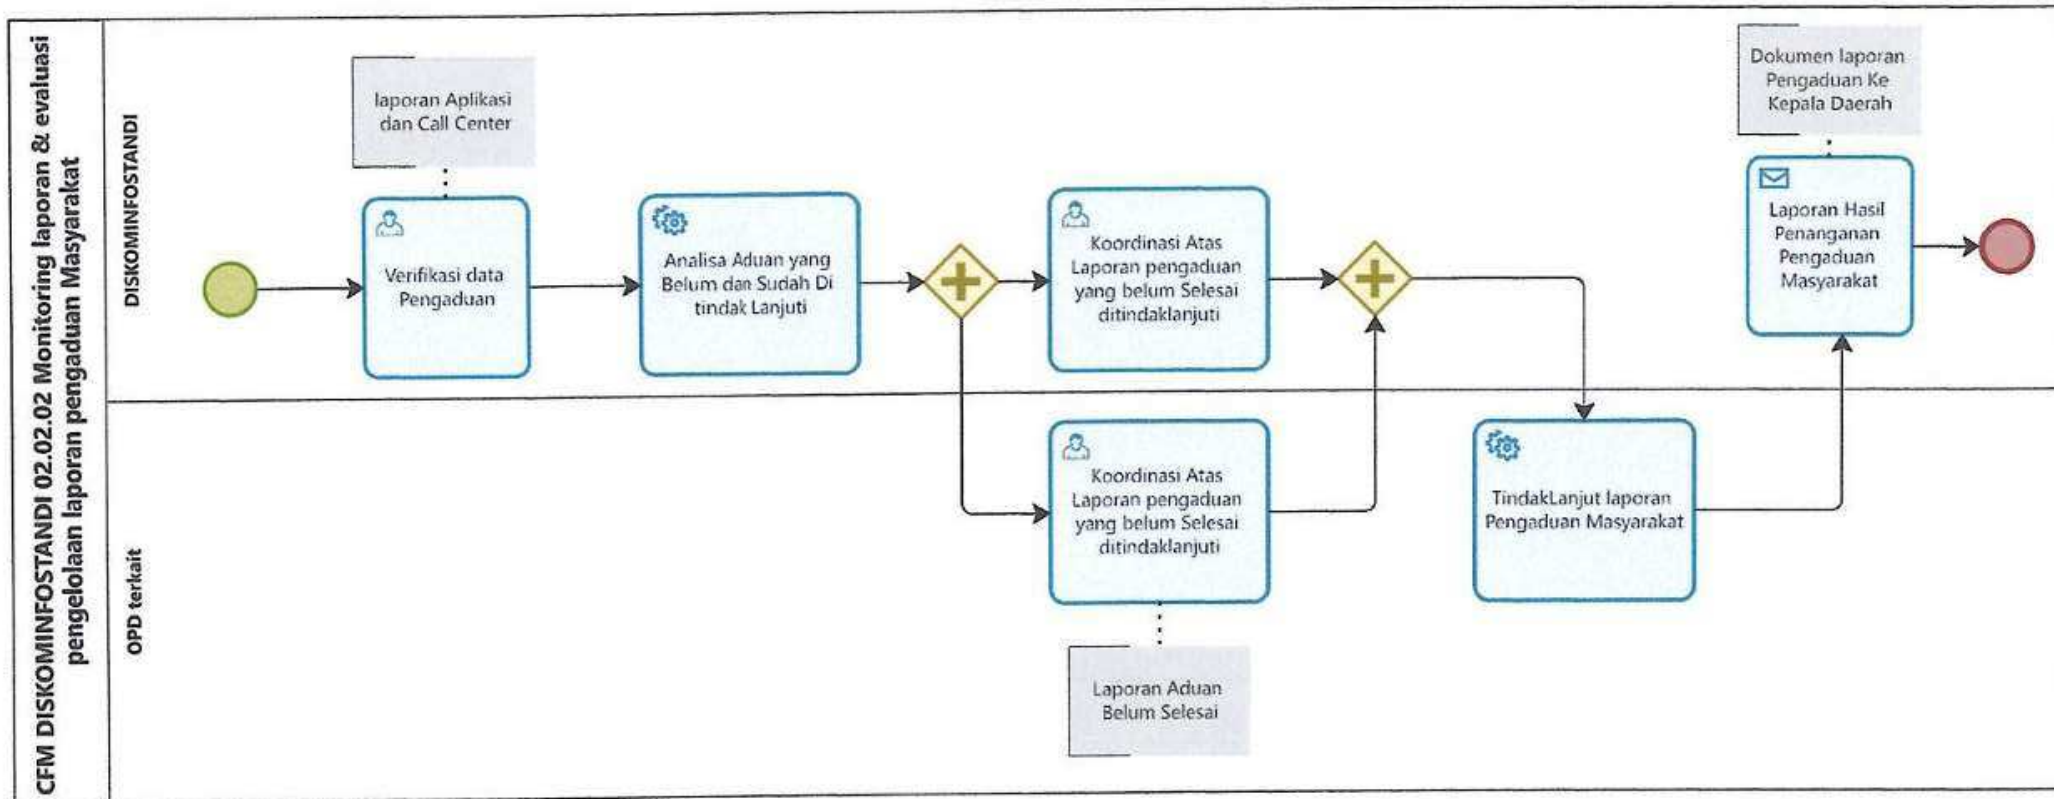 CFM DISKOMINFOSTANDI 02.02.02 Monitoring laporan & evaluasi
pengelolaan laporan pengaduan Masyarakat
DISKOMINFOSTANDI
laporan Aplikasi
dan Call Center
Verifikasi data
Pengaduan
Analisa Aduan yang
Belum dan Sudah Di
tindak Lanjuti
Koordinasi Atas
Laporan pengaduan
yang belum Selesai
ditindaklanjuti
Dokumen laporan
Pengaduan Ke
Kepala Daerah
Laporan Hasil
Penanganan
Pengaduan
Masyarakat
OPD terkait
Koordinasi Atas
Laporan pengaduan
yang belum Selesai
ditindaklanjuti
Laporan Aduan
Belum Selesai
TindakLanjut laporan
Pengaduan Masyarakat